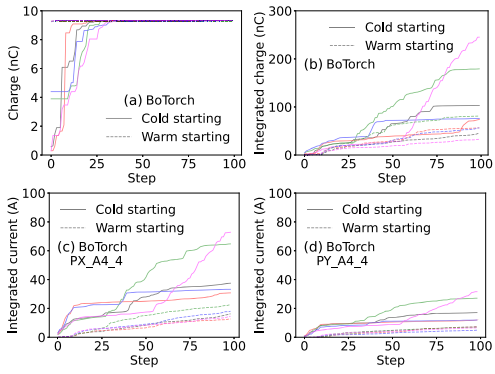 Charge (nC)
10
8
6
4
2
0
(a) BoTorch
Cold starting
Warm starting
0 25 50 75 100
Step
Integrated charge (nC)
300
200
100
0
Cold starting
Warm starting
(b) BoTorch
0 25 50 75 100
Step
Integrated current (A)
100
80
60
40
20
0
Cold starting
Warm starting
(c) BoTorch
PX_A4_4
0 25 50 75 100
Step
Integrated current (A)
100
80
60
40
20
0
Cold starting
Warm starting
(d) BoTorch
PY_A4_4
0 25 50 75 100
Step